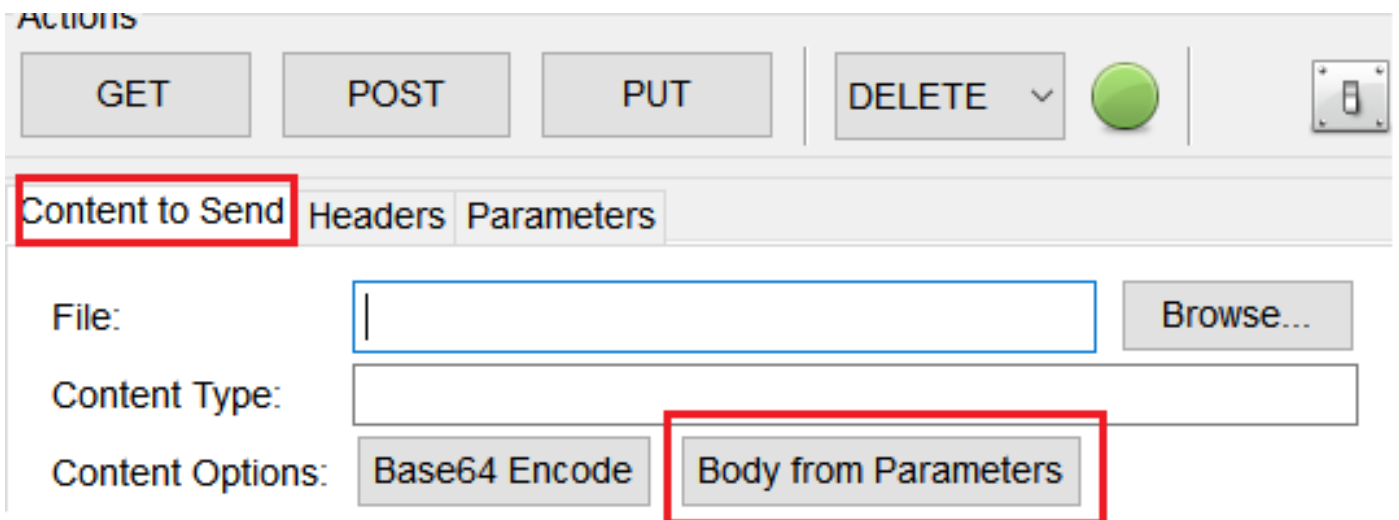 Actions
GET POST PUT DELETE
Content to Send Headers Parameters
File: Browse...
Content Type:
Content Options: Base64 Encode Body from Parameters